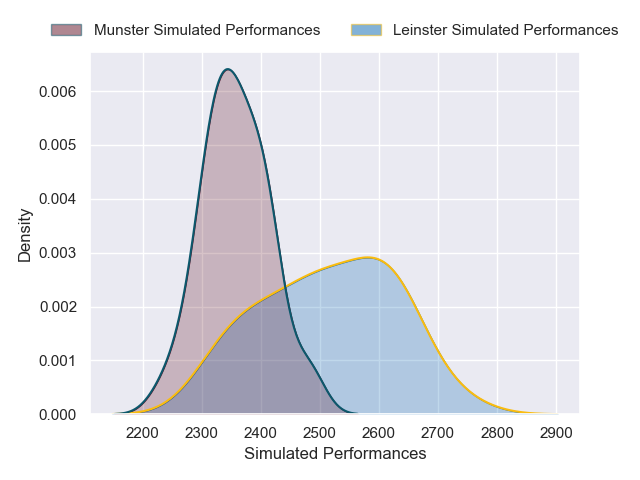 Munster Simulated Performances Leinster Simulated Performances
0.006
0.005
0.004
0.003
0.002
0.001
0.000
Density
2200 2300 2400 2500 2600 2700 2800 2900
Simulated Performances